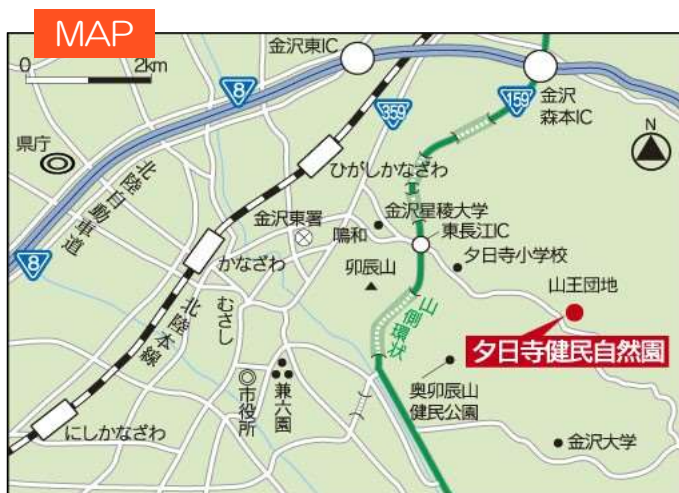 MAP
0 2km
金沢東IC
8
359
159
金沢
森本IC
N
県庁
北陸自動車道
ひがしかなざわ
金沢星稜大学
金沢東署
鳴和
東長江IC
夕日寺小学校
8
かなざわ
卯辰山
山王団地
北陸本線
むさし
山側環状
夕日寺健民自然園
市役所
兼六園
奥卯辰山
健民公園
にしかなざわ
金沢大学